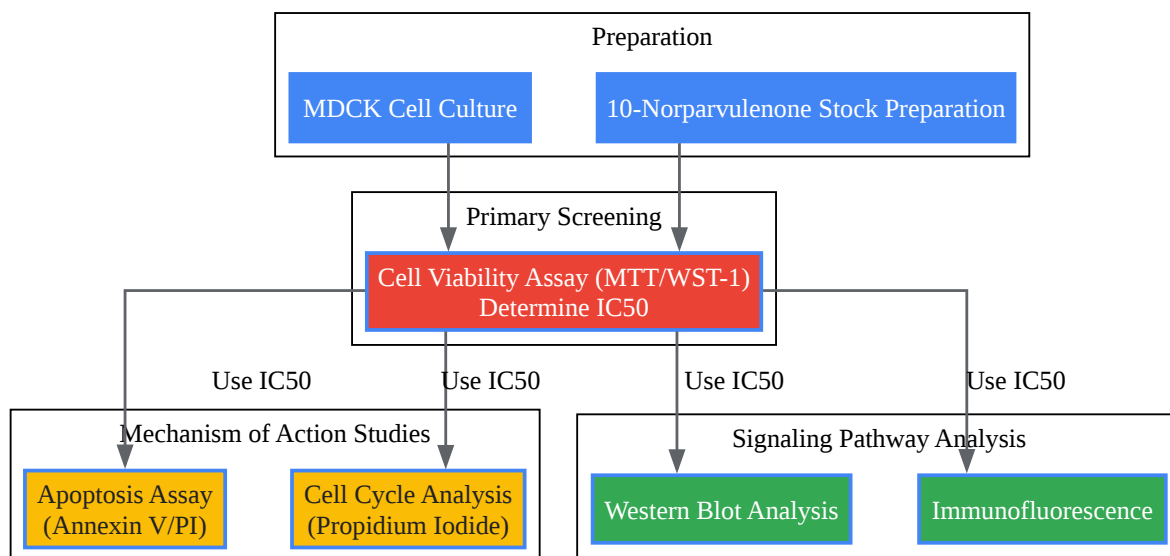 Preparation
MDCK Cell Culture
10-Norparvulenone Stock Preparation
Primary Screening
Cell Viability Assay (MTT/WST-1)
Determine IC50
Use IC50
Use IC50
Use IC50
Use IC50
Mechanism of Action Studies
Apoptosis Assay
(Annexin V/PI)
Cell Cycle Analysis
(Propidium Iodide)
Signaling Pathway Analysis
Western Blot Analysis
Immunofluorescence